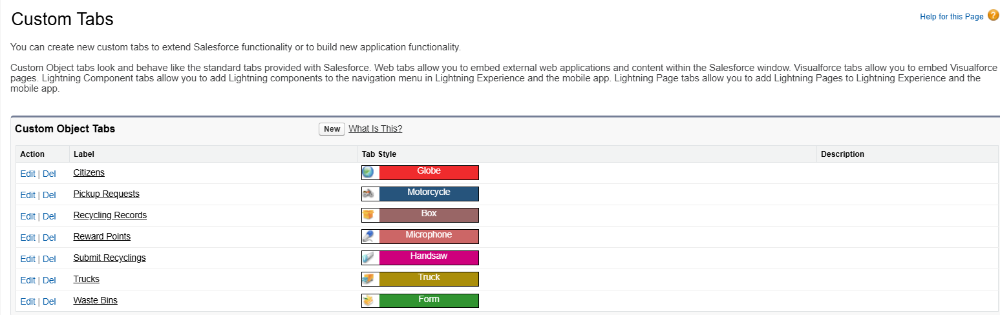 Custom Tabs
Help for this Page ?
You can create new custom tabs to extend Salesforce functionality or to build new application functionality.
Custom Object tabs look and behave like the standard tabs provided with Salesforce. Web tabs allow you to embed external web applications and content within the Salesforce window. Visualforce tabs allow you to embed Visualforce
pages. Lightning Component tabs allow you to add Lightning components to the navigation menu in Lightning Experience and the mobile app. Lightning Page tabs allow you to add Lightning Pages to Lightning Experience and the
mobile app.
Custom Object Tabs New What Is This?
Action Label Tab Style Description
Edit | Del Citizens Globe
Edit | Del Pickup Requests Motorcycle
Edit | Del Recycling Records Box
Edit | Del Reward Points Microphone
Edit | Del Submit Recyclings Handsaw
Edit | Del Trucks Truck
Edit | Del Waste Bins Form